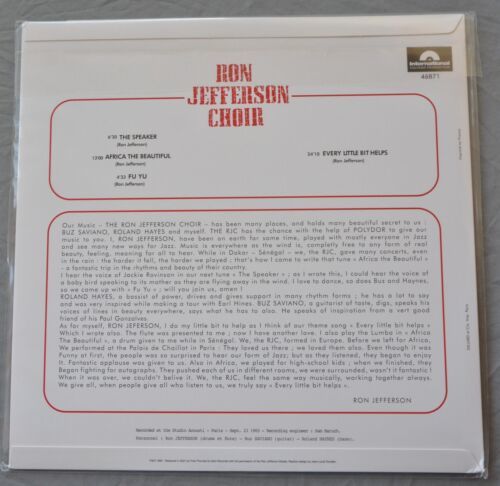 International
46871
RON
JEFFERSON
CHOIR
4'30 THE SPEAKER
(Ron Jefferson)
13'00 AFRICA THE BEAUTIFUL
(Ron Jefferson)
4'33 FU YU
(Ron Jefferson)
24'10 EVERY LITTLE BIT HELPS
(Ron Jefferson)
Our Music - THE RON JEFFERSON CHOIR - has been many places, and holds many beautiful secret to us :
BUZ SAVIANO, ROLAND HAYES and myself. THE RJC has the chance with the help of POLYDOR to give our
music to you. I, RON JEFFERSON, have been on earth for some time, played with mostly everyone in Jazz
and see many new ways for Jazz. Music is everywhere as the wind is, completly free to any form of real
beauty, feeling, meaning for all to hear. While in Dakar - Sénégal - we, the RJC, gave many concerts, even
in the rain : the harder if fell, the harder we played ; that's how I came to write that tune « Africa the Beautiful »
- a fantastic trip in the rhythms and beauty of their country.
I hear the voice of Jackie Ravinson in our next tune « The Speaker » ; as I wrote this, I could hear the voice of
a baby bird speaking to its mother as they are flying away in the wind. I love to dance, so does Bus and Haynes,
so we came up with « Fu Yu » : will you join us, amen !
ROLAND HAYES, a bassist of power, drives and gives support in many rhythm forms ; he has a lot to say
and was very inspired while making a tour with Earl Hines. BUZ SAVIANO, a guitarist of taste, digs, speaks his
voices of lines in beauty everywhere, says what he has to also. He speaks of inspiration from a vert good
friend of his Paul Gonzalves.
As for myself, RON JEFFERSON, I do my little bit to help as I think of our theme song « Every little bit helps »
Which I wrote also. The flute was presented to me ; now I have another love. I also play the Lumba in « Africa
The Beautiful », a drum given to me while in Sénégal. We, the RJC, formed in Europe. Before we left for Africa,
We performed at the Palais de Chaillot in Paris : They loved us there ; we loved them also. Even though it was
Funny at first, the people was so surprised to hear our form of Jazz; but as they listened, they began to enjoy
It. Fantastic applause was given to us. Also in Africa, we played for high-school kids ; when we finished, they
Began fighting for autographs. They pushed each of us in different rooms, we were surrounded, wasn't it fantastic !
When it was over, we couldn't belive it. We, the RJC, feel the same way musically, working together always.
We give all, when people give all who listen to us, we truly say « Every little bit helps ».
RON JEFFERSON